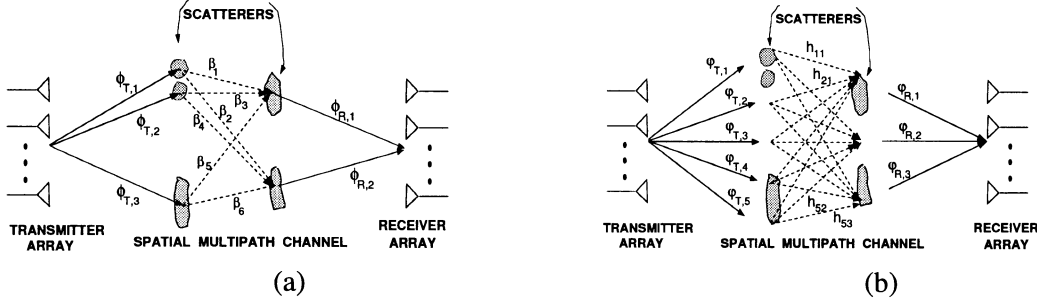 SCATTERERS
ϕT,1
ϕT,2
ϕT,3
β1
β2
β3
β4
β5
β6
ϕR,1
ϕR,2
TRANSMITTER
ARRAY
SPATIAL MULTIPATH CHANNEL
RECEIVER
ARRAY
(a)
SCATTERERS
φT,1
φT,2
φT,3
φT,4
φT,5
h11
h21
h52
h53
φR,1
φR,2
φR,3
TRANSMITTER
ARRAY
SPATIAL MULTIPATH CHANNEL
RECEIVER
ARRAY
(b)